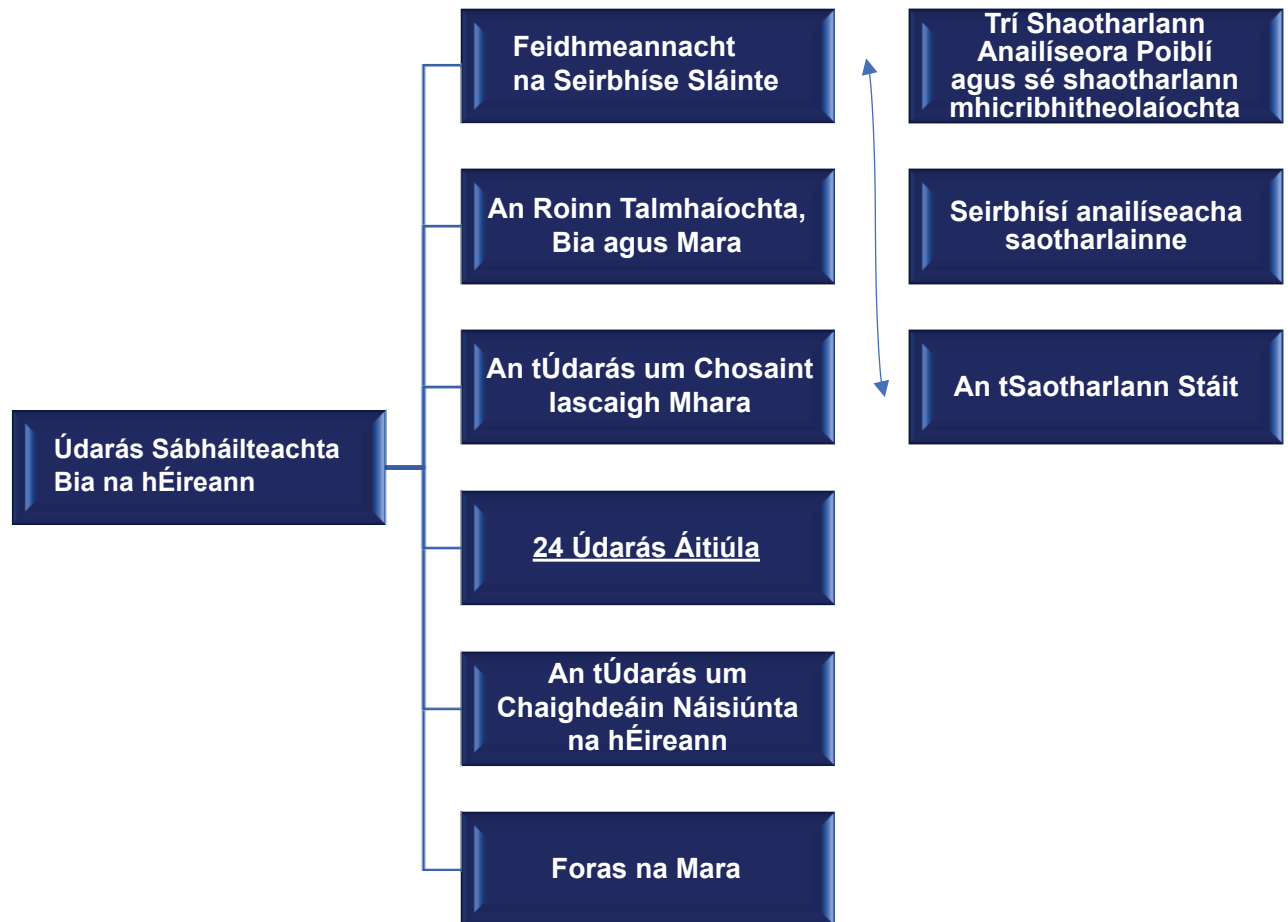 Feidhmeannacht
na Seirbhíse Sláinte
Trí Shaotharlann
Anailíseora Poiblí
agus sé shaotharlann
mhicribhitheolaíochta
An Roinn Talmhaíochta,
Bia agus Mara
Seirbhísí anailíseacha
saotharlainne
An tÚdarás um Chosaint
Iascaigh Mhara
An tSaotharlann Stáit
Údarás Sábháilteachta
Bia na hÉireann
24 Údarás Áitiúla
An tÚdarás um
Chaighdeáin Náisiúnta
na hÉireann
Foras na Mara